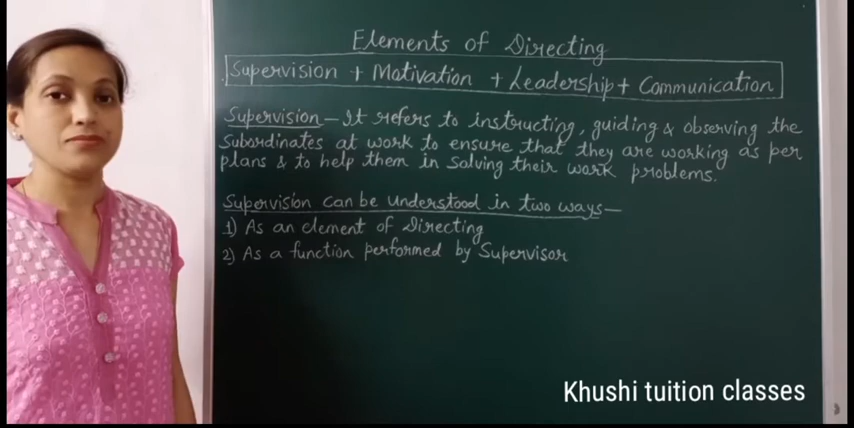 Elements of Directing
Supervision + Motivation + Leadership + Communication
Supervision - It refers to instructing, guiding & observing the
Subordinates at work to ensure that they are working as per
plans & to help them in solving their work problems.
Supervision can be understood in two ways-
1) As an element of Directing
2) As a function performed by Supervisor
Khushi tuition classes